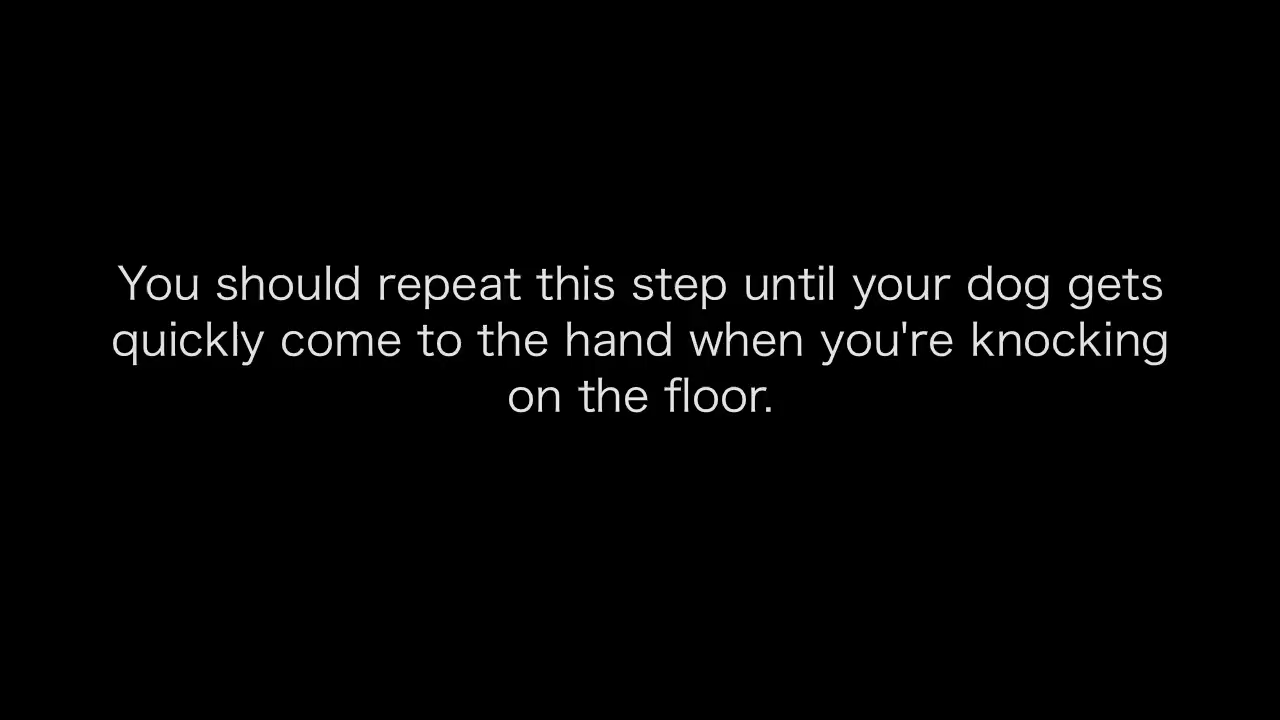 You should repeat this step until your dog gets
quickly come to the hand when you're knocking
on the floor.